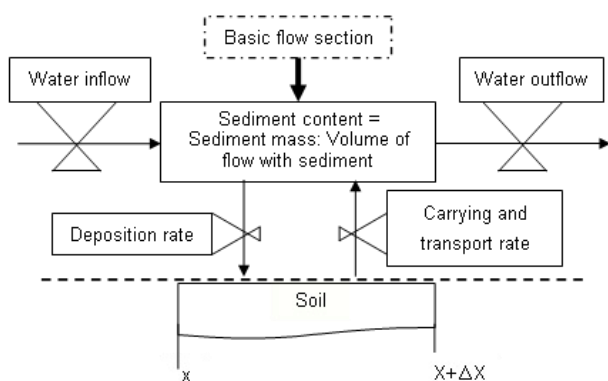 Basic flow section
Water inflow
Water outflow
Sediment content =
Sediment mass: Volume of
flow with sediment
Deposition rate
Carrying and
transport rate
Soil
x
X+ΔX